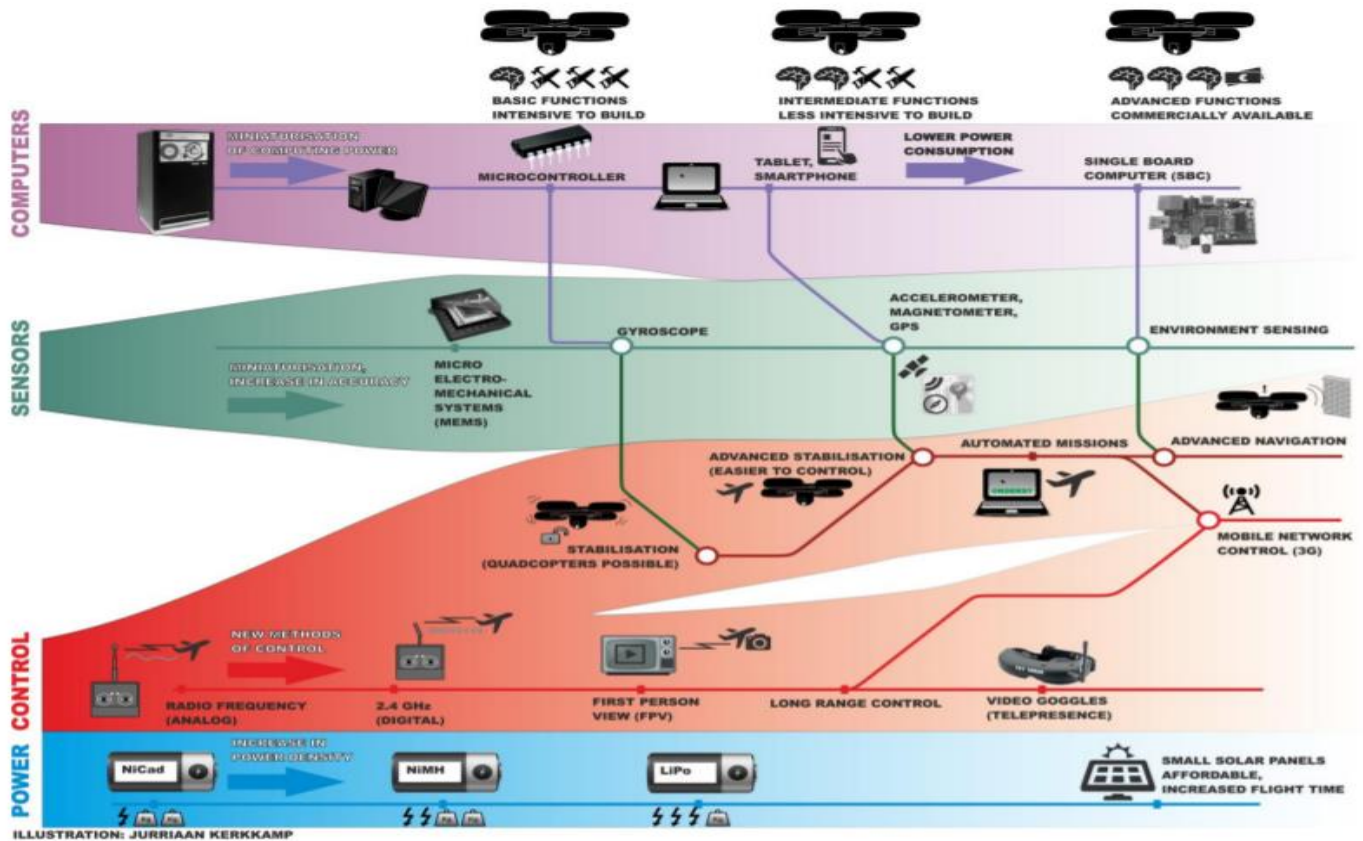 BASIC FUNCTIONS
INTENSIVE TO BUILD
INTERMEDIATE FUNCTIONS
LESS INTENSIVE TO BUILD
ADVANCED FUNCTIONS
COMMERCIALLY AVAILABLE
COMPUTERS
MINIATURISATION
OF COMPUTING POWER
MICROCONTROLLER
TABLET,
SMARTPHONE
LOWER POWER
CONSUMPTION
SINGLE BOARD
COMPUTER (SBC)
SENSORS
MINIATURISATION,
INCREASE IN ACCURACY
MICRO
ELECTRO-
MECHANICAL
SYSTEMS
(MEMS)
GYROSCOPE
ACCELEROMETER,
MAGNETOMETER,
GPS
ENVIRONMENT SENSING
CONTROL
STABILISATION
(QUADCOPTERS POSSIBLE)
ADVANCED STABILISATION
(EASIER TO CONTROL)
AUTOMATED MISSIONS
ADVANCED NAVIGATION
!
MOBILE NETWORK
CONTROL (3G)
NEW METHODS
OF CONTROL
RADIO FREQUENCY
(ANALOG)
2.4 GHz
(DIGITAL)
FIRST PERSON
VIEW (FPV)
LONG RANGE CONTROL
VIDEO GOGGLES
(TELEPRESENCE)
POWER
INCREASE IN
POWER DENSITY
NiCad
NiMH
LiPo
Kg Kg
Kg Kg
Kg
SMALL SOLAR PANELS
AFFORDABLE,
INCREASED FLIGHT TIME
ILLUSTRATION: JURRIAAN KERKKAMP